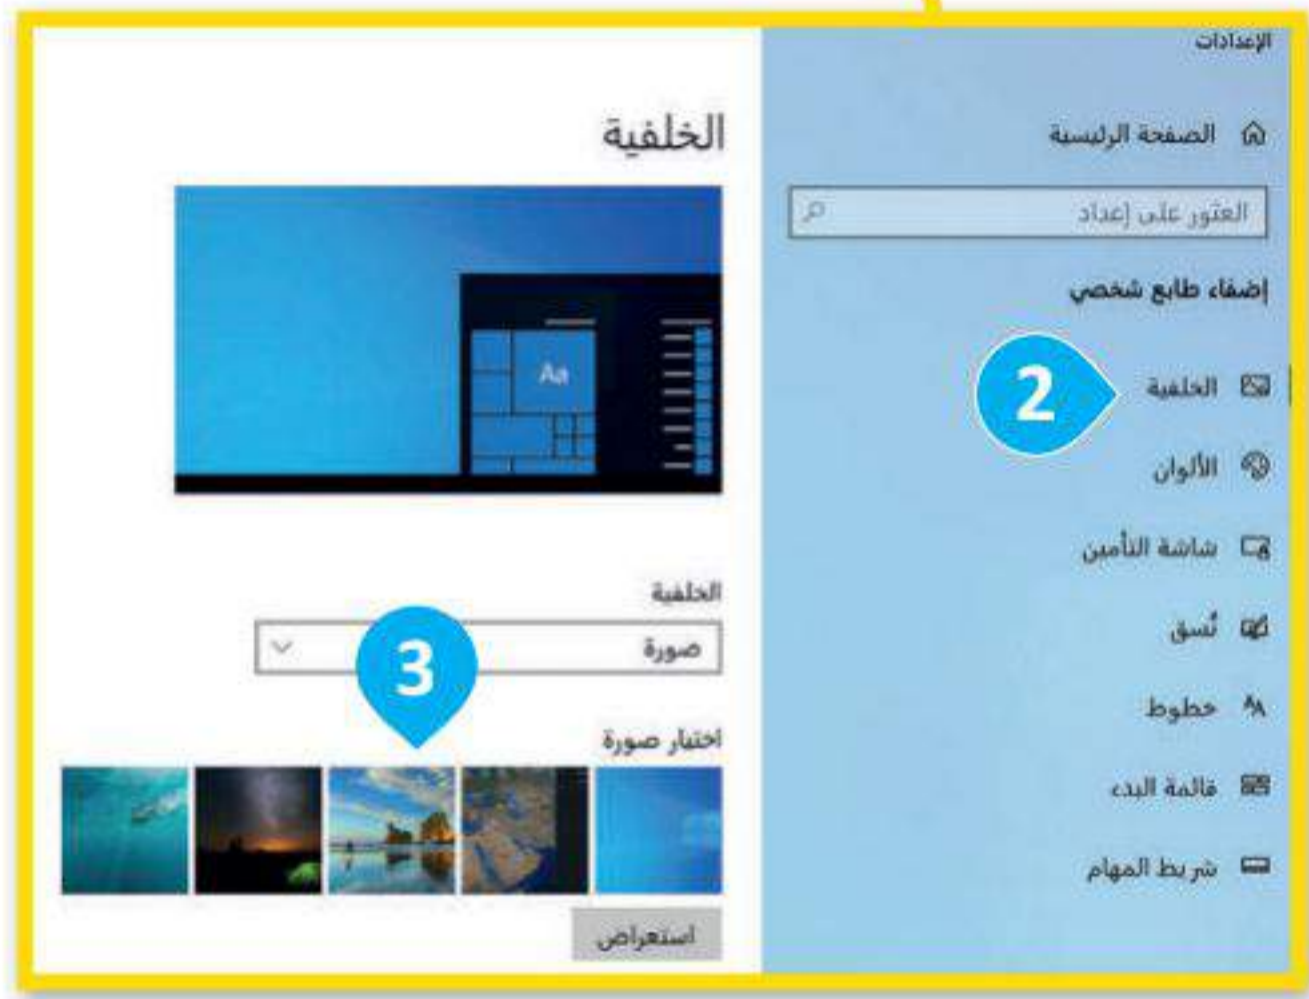 الإعدادات
الصفحة الرئيسية
العثور على إعداد
إضفاء طابع شخصي
2
الخلفية
الألوان
شاشة التأمين
نُسق
خطوط
قائمة البدء
شريط المهام
الخلفية
Aa
الخلفية
صورة
3
اختيار صورة
استعراض